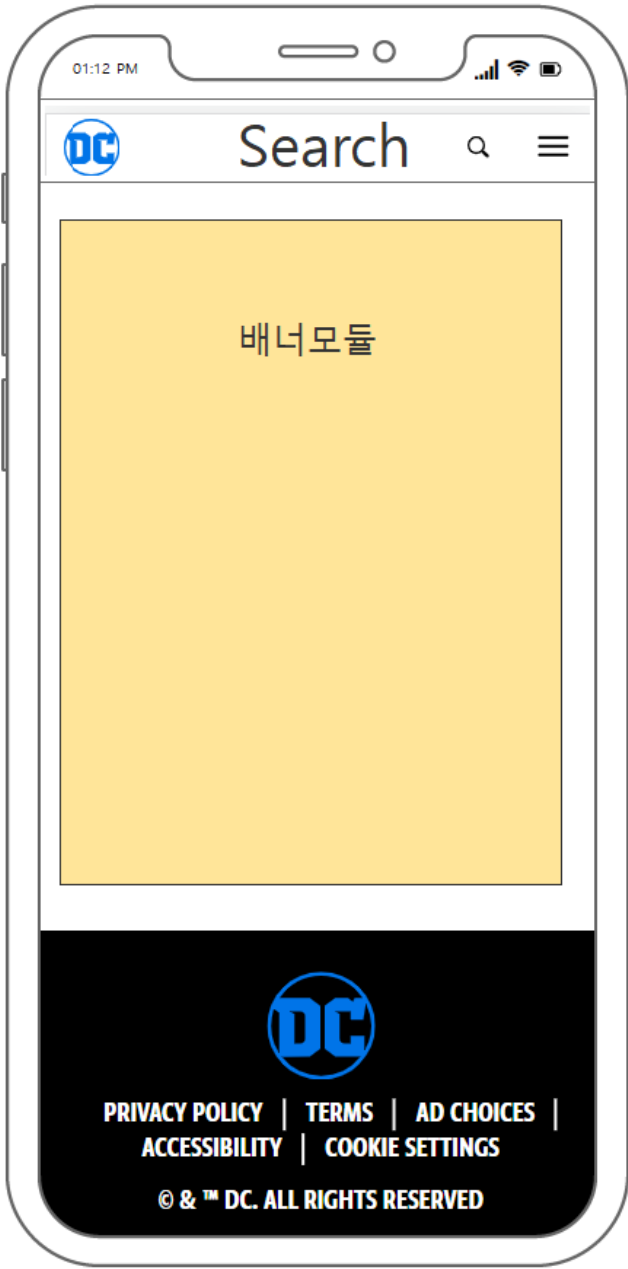 01:12 PM
DC Search
배너모듈
DC
PRIVACY POLICY | TERMS | AD CHOICES |
ACCESSIBILITY | COOKIE SETTINGS
© & ™ DC. ALL RIGHTS RESERVED